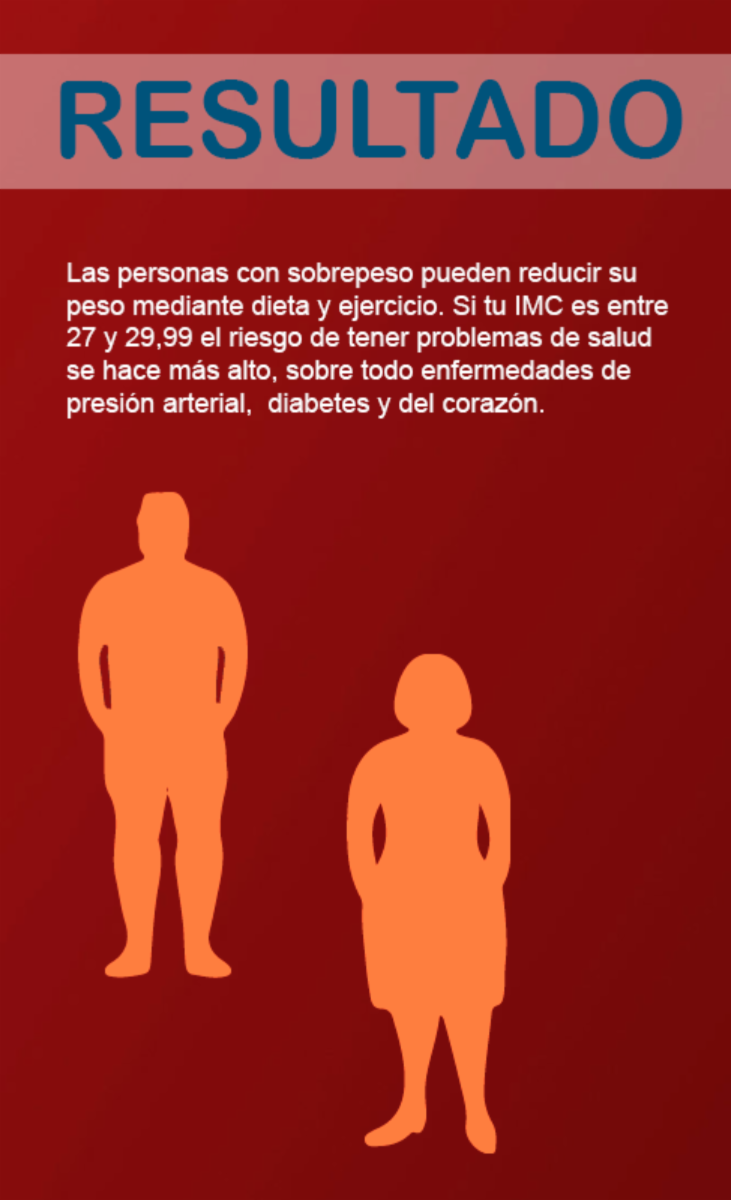 RESULTADO
Las personas con sobrepeso pueden reducir su
peso mediante dieta y ejercicio. Si tu IMC es entre
27 y 29,99 el riesgo de tener problemas de salud
se hace más alto, sobre todo enfermedades de
presión arterial,  diabetes y del corazón.